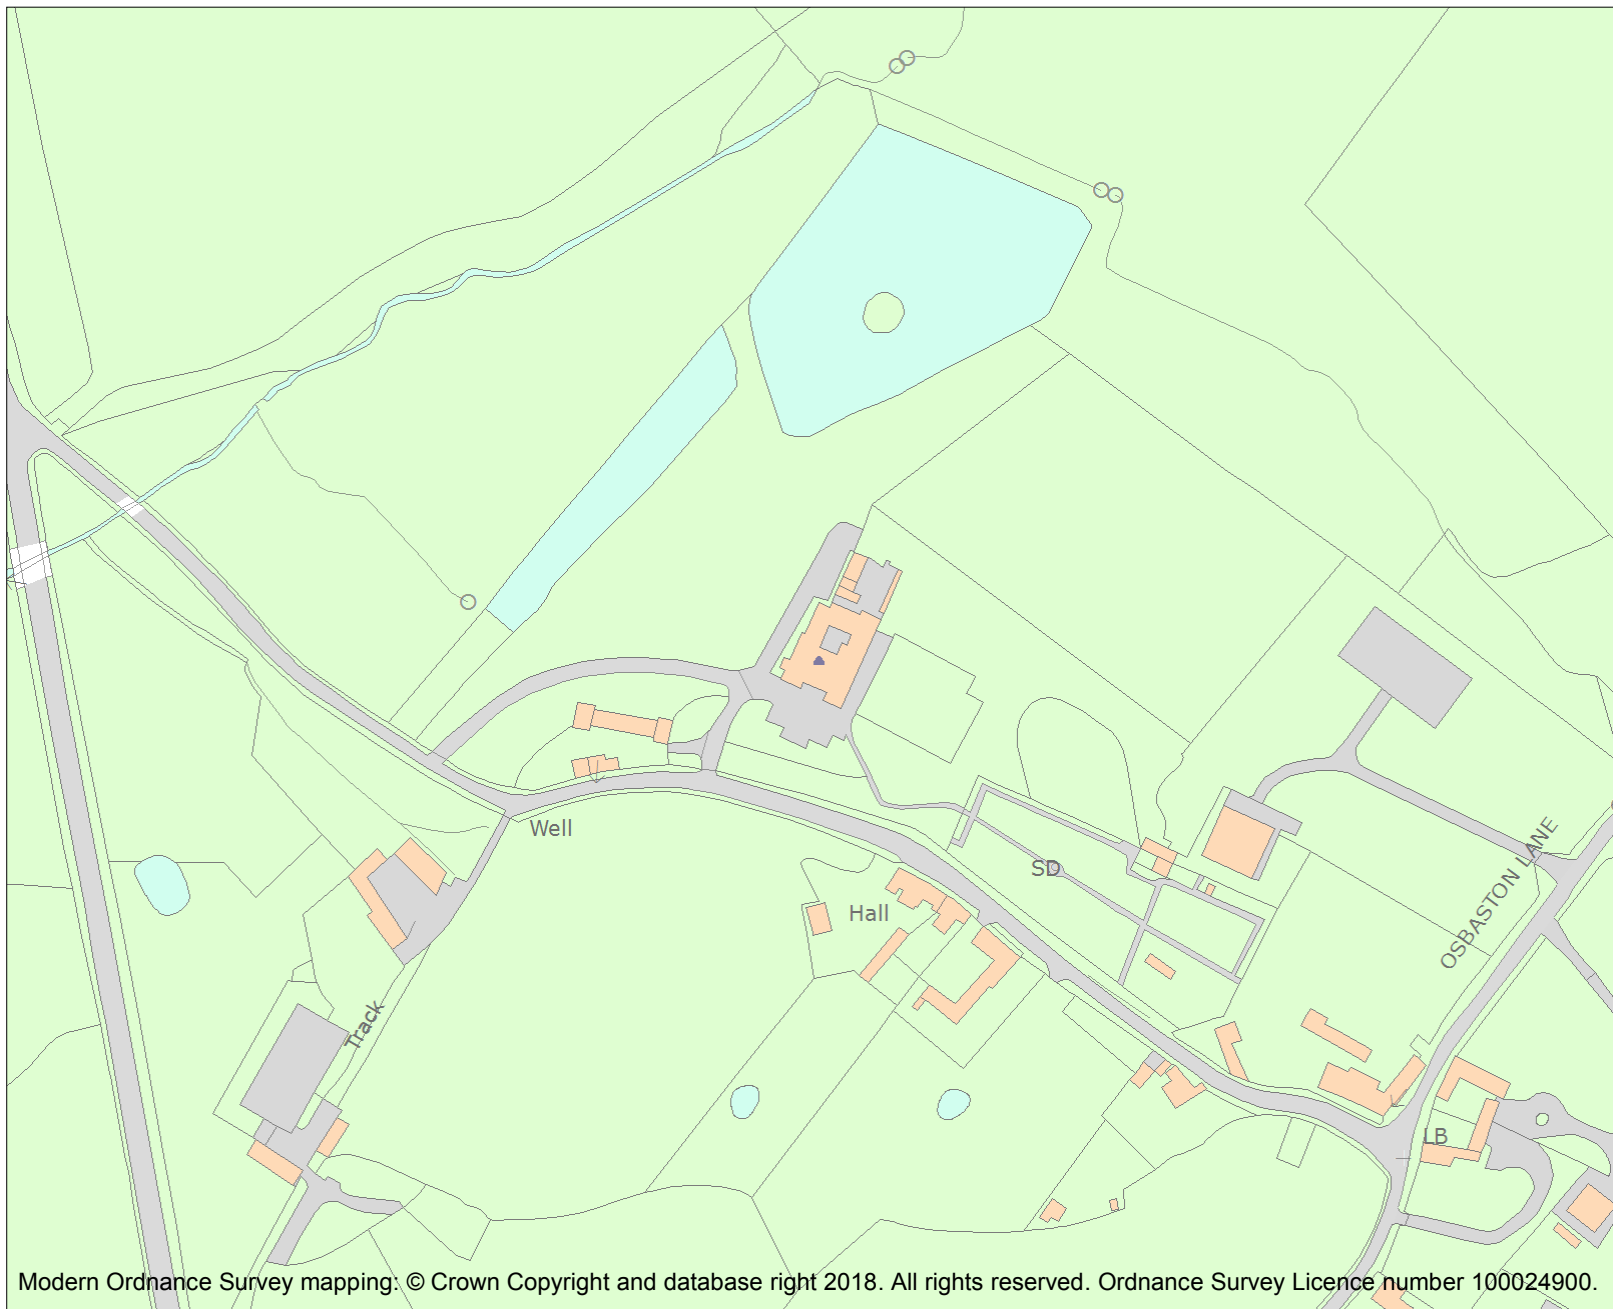 Well
SD
OSBASTON LANE
Hall
Track
LB
Modern Ordnance Survey mapping: © Crown Copyright and database right 2018. All rights reserved. Ordnance Survey Licence number 100024900.